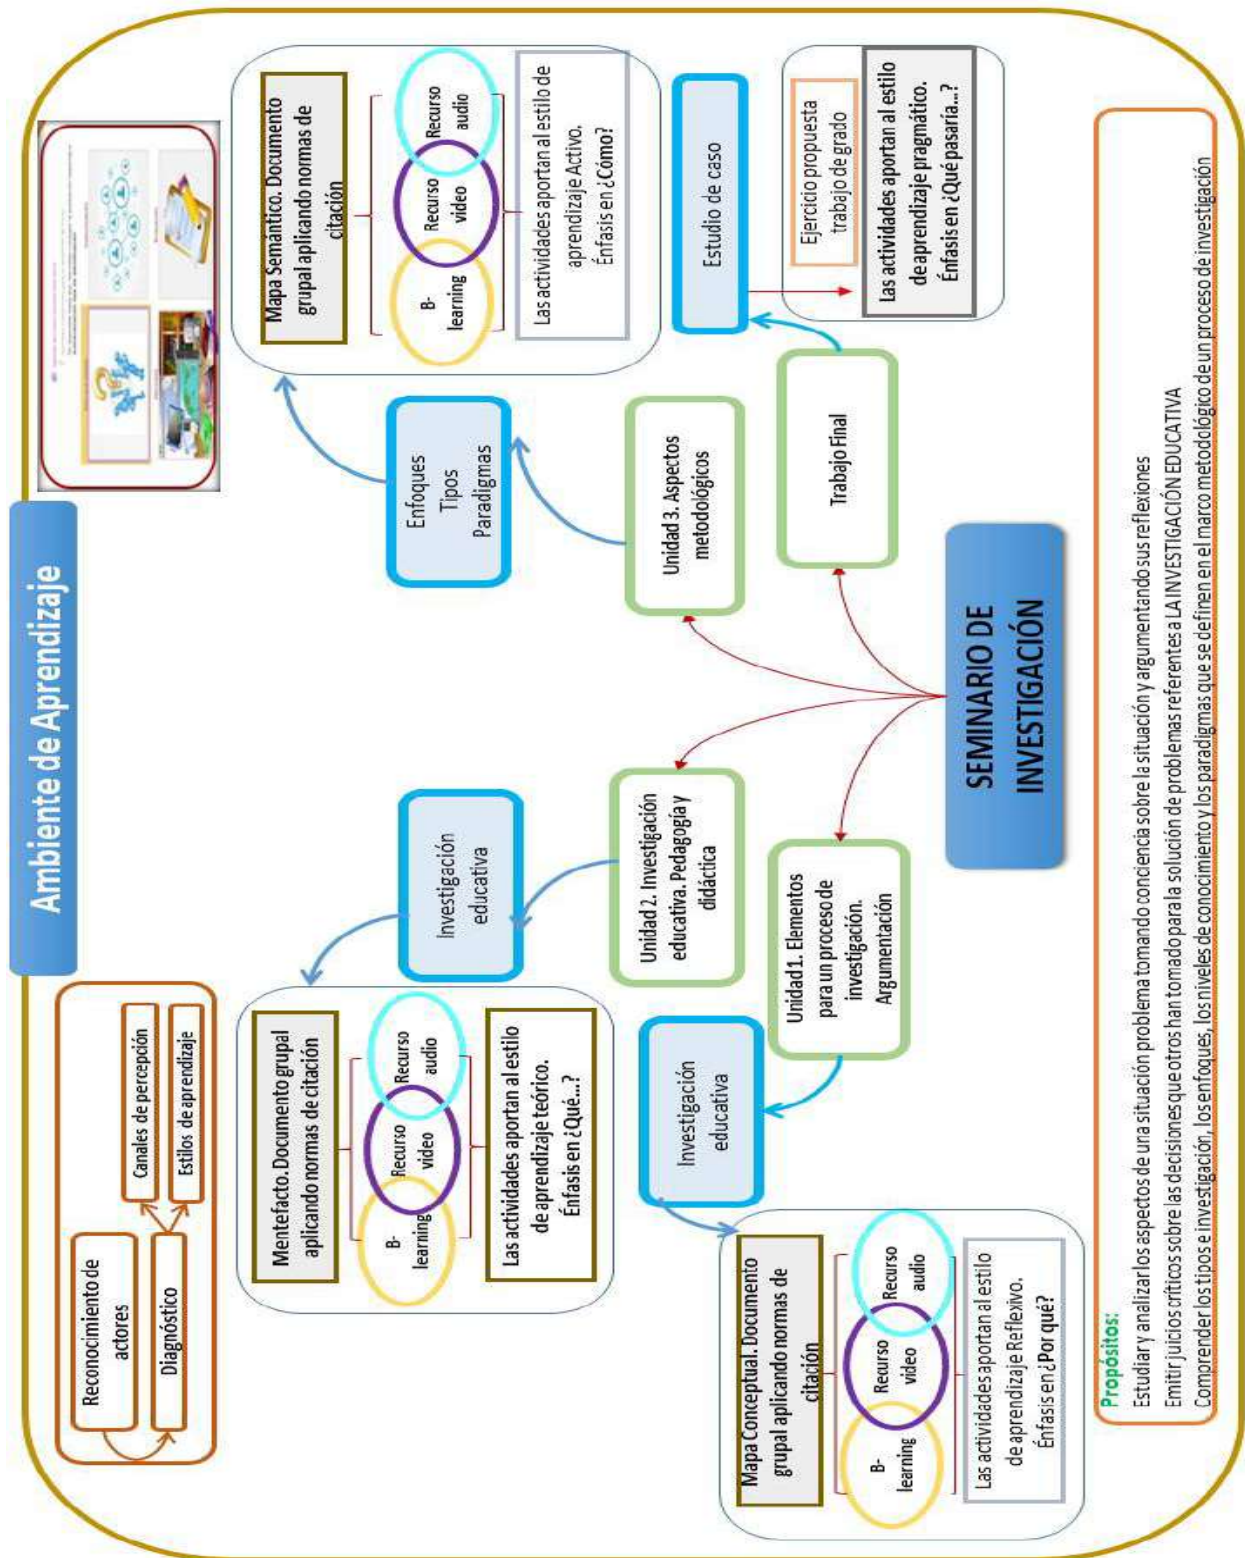 Ambiente de Aprendizaje
Reconocimiento de
actores
Diagnóstico
Canales de percepción
Estilos de aprendizaje
Mentefacto. Documento grupal
aplicando normas de citación
B-
learning
Recurso
video
Recurso
audio
Las actividades aportan al estilo
de aprendizaje teórico.
Énfasis en ¿Qué...?
Investigación
educativa
Unidad 2. Investigación
educativa. Pedagogía y
didáctica
Mapa Semántico. Documento
grupal aplicando normas de
citación
B-
learning
Recurso
video
Recurso
audio
Las actividades aportan al estilo de
aprendizaje Activo.
Énfasis en ¿Cómo?
Enfoques
Tipos
Paradigmas
Unidad 3. Aspectos
metodológicos
Mapa Conceptual. Documento
grupal aplicando normas de
citación
B-
learning
Recurso
video
Recurso
audio
Las actividades aportan al estilo
de aprendizaje Reflexivo.
Énfasis en ¿Por qué?
Investigación
educativa
Unidad 1. Elementos
para un proceso de
investigación.
Argumentación
Trabajo Final
Estudio de caso
Ejercicio propuesta
trabajo de grado
Las actividades aportan al estilo
de aprendizaje pragmático.
Énfasis en ¿Qué pasaría...?
SEMINARIO DE
INVESTIGACIÓN
Propósitos:
Estudiar y analizar los aspectos de una situación problema tomando conciencia sobre la situación y argumentando sus reflexiones
Emitir juicios críticos sobre las decisiones que otros han tomado para la solución de problemas referentes a LA INVESTIGACIÓN EDUCATIVA
Comprender los tipos e investigación, los enfoques, los niveles de conocimiento y los paradigmas que se definen en el marco metodológico de un proceso de investigación